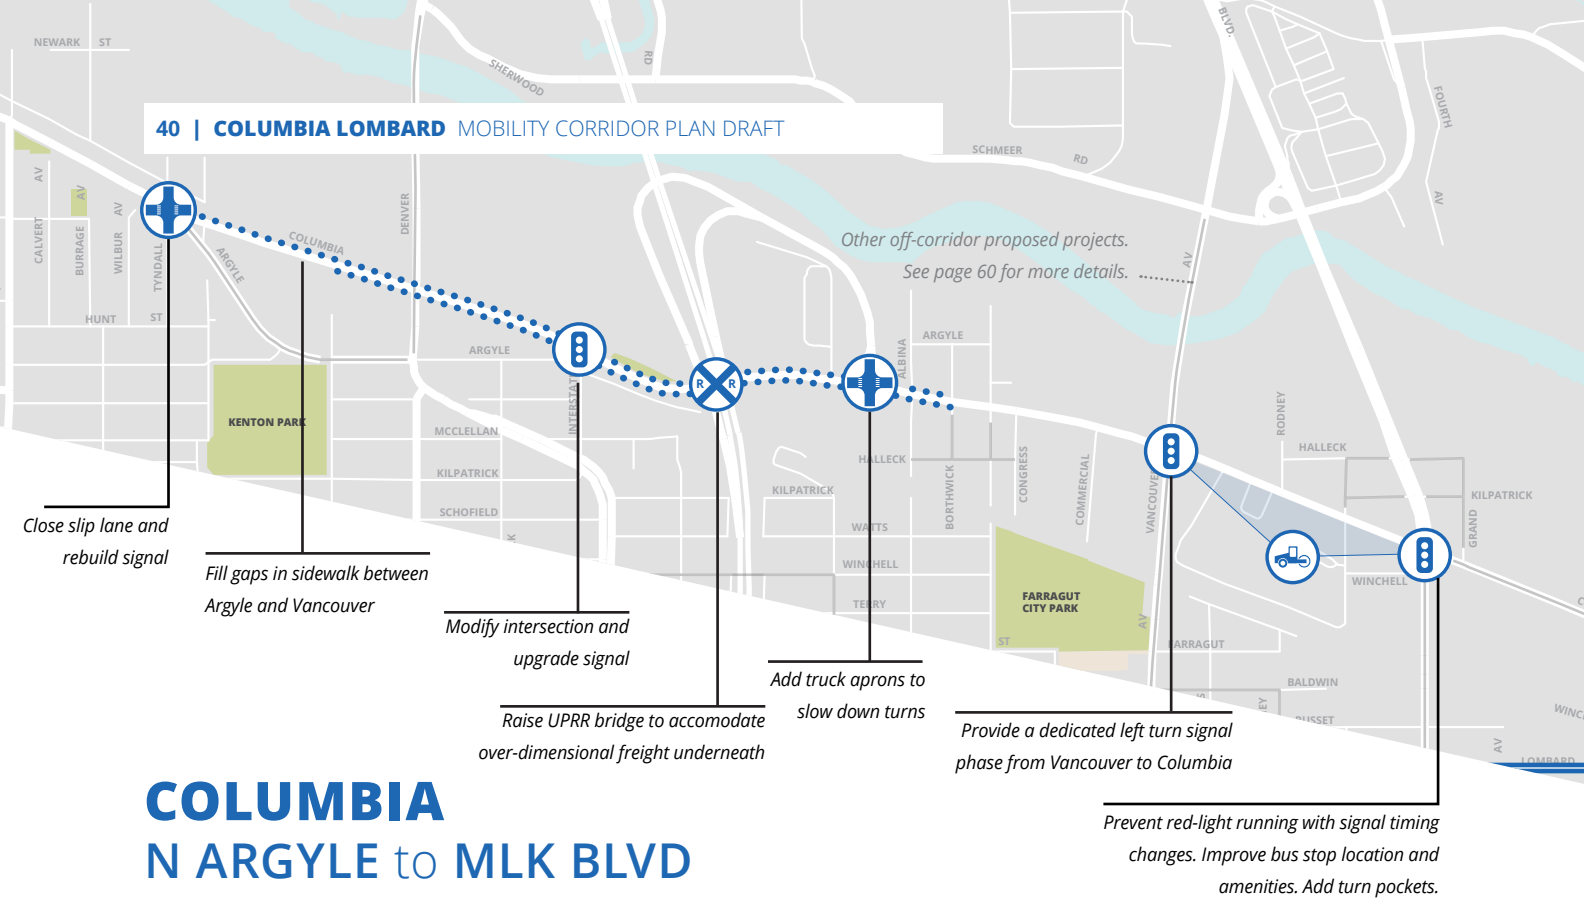 NEWARK ST
SHERWOOD
RD
BLVD.
FOURTH
AV
40 | COLUMBIA LOMBARD MOBILITY CORRIDOR PLAN DRAFT
SCHMEER RD
AV
CALVERT
BURRAGE
AV
WILBUR
AV
TYNDALL
ARGYLE
COLUMBIA
DENVER
Other off-corridor proposed projects.
See page 60 for more details.
AV
HUNT ST
ARGYLE
ARGYLE
ALBINA
INTERSTAT
R R
KENTON PARK
MCCLELLAN
KILPATRICK
SCHOFIELD
K
KILPATRICK
HALLECK
WATTS
WINCHELL
TERRY
BORTHWICK
CONGRESS
COMMERCIAL
VANCOUVE
AV
RODNEY
HALLECK
KILPATRICK
GRAND
WINCHELL
FARRAGUT
CITY PARK
ST
FARRAGUT
BALDWIN
S
EY
RUSSET
WINC
AV
LOMBARD
C
Close slip lane and
rebuild signal
Fill gaps in sidewalk between
Argyle and Vancouver
Modify intersection and
upgrade signal
Raise UPRR bridge to accomodate
over-dimensional freight underneath
Add truck aprons to
slow down turns
Provide a dedicated left turn signal
phase from Vancouver to Columbia
Prevent red-light running with signal timing
changes. Improve bus stop location and
amenities. Add turn pockets.
COLUMBIA
N ARGYLE to MLK BLVD